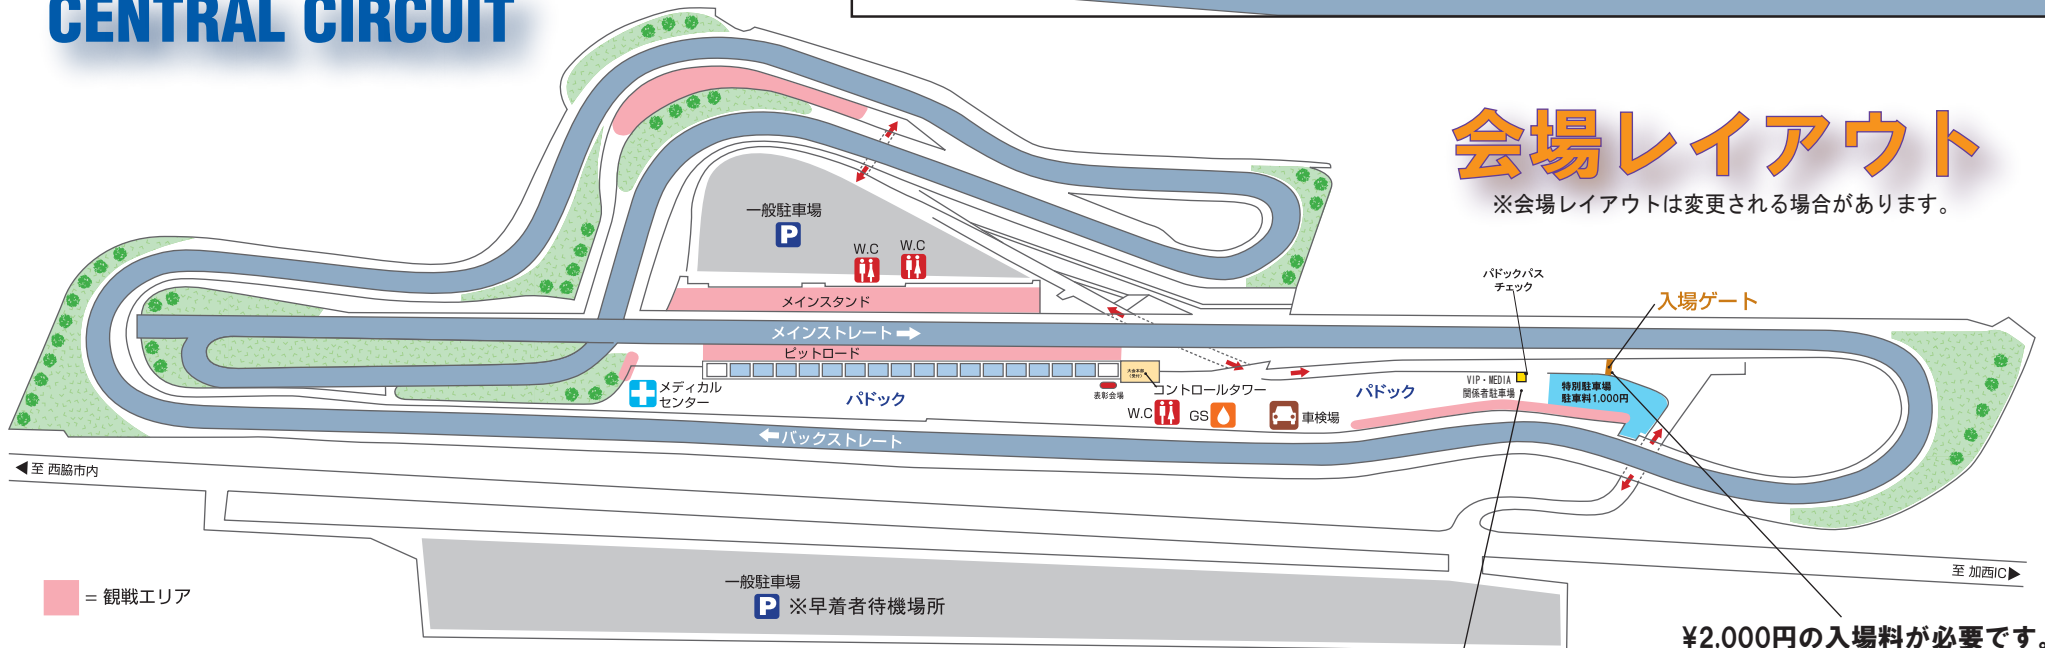 CENTRAL CIRCUIT
会場レイアウト
※会場レイアウトは変更される場合があります。
一般駐車場
P
W.C
W.C
メインスタンド
メインストレート
ピットロード
パドックパス
チェック
入場ゲート
メディカル
センター
パドック
大会本部
(受付)
表彰会場
コントロールタワー
W.C
GS
車検場
パドック
VIP・MEDIA
関係者駐車場
特別駐車場
駐車料1,000円
バックストレート
至 西脇市内
至 加西IC
= 観戦エリア
一般駐車場
P ※早着者待機場所
¥2,000円の入場料が必要です。